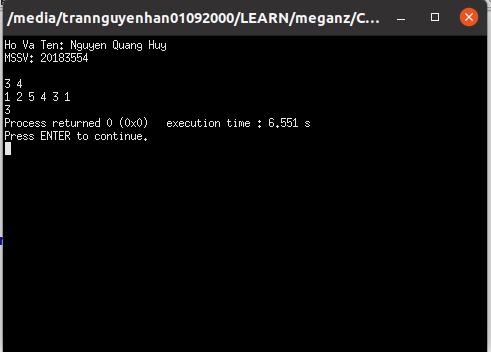 /media/trannguyenhan01092000/LEARN/meganz/C...
Ho Va Ten: Nguyen Quang Huy
MSSV: 20183554
3 4
1 2 5 4 3 1
3
Process returned 0 (0x0)   execution time : 6.551 s
Press ENTER to continue.